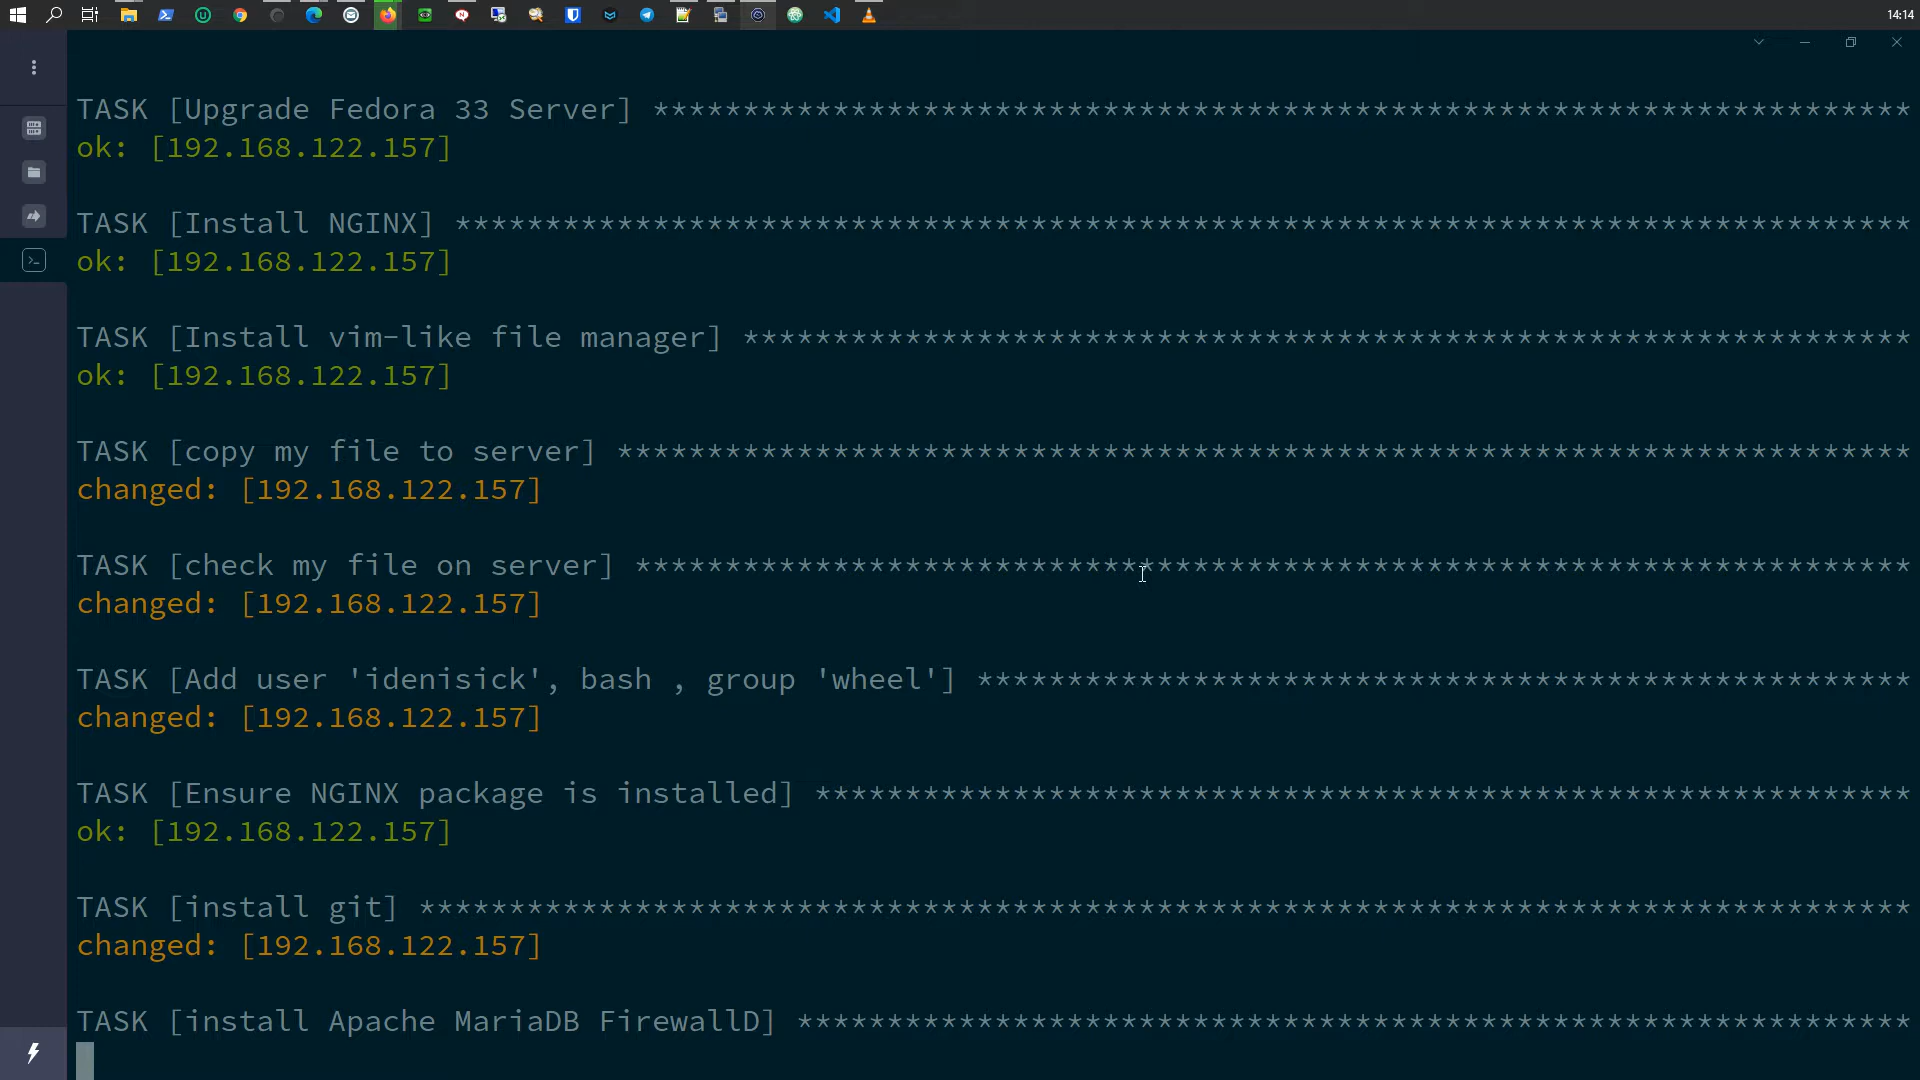 14:14
TASK [Upgrade Fedora 33 Server] **********************************************************************
ok: [192.168.122.157]
TASK [Install NGINX] *********************************************************************************
ok: [192.168.122.157]
TASK [Install vim-like file manager] *****************************************************************
ok: [192.168.122.157]
TASK [copy my file to server] ************************************************************************
changed: [192.168.122.157]
TASK [check my file on server] ***********************************************************************
changed: [192.168.122.157]
TASK [Add user 'idenisick', bash , group 'wheel'] ****************************************************
changed: [192.168.122.157]
TASK [Ensure NGINX package is installed] *************************************************************
ok: [192.168.122.157]
TASK [install git] ***********************************************************************************
changed: [192.168.122.157]
TASK [install Apache MariaDB FirewallD] **************************************************************